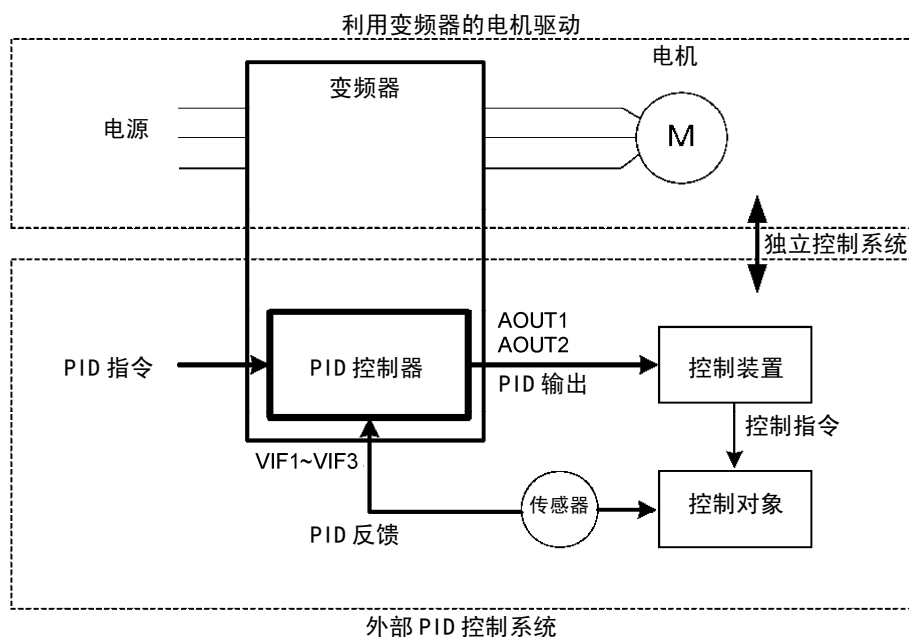 利用变频器的电机驱动
电机
变频器
电源
M
独立控制系统
AOUT1
AOUT2
PID 指令
PID 控制器
PID 输出
控制装置
控制指令
VIF1~VIF3
传感器
控制对象
PID 反馈
外部 PID 控制系统